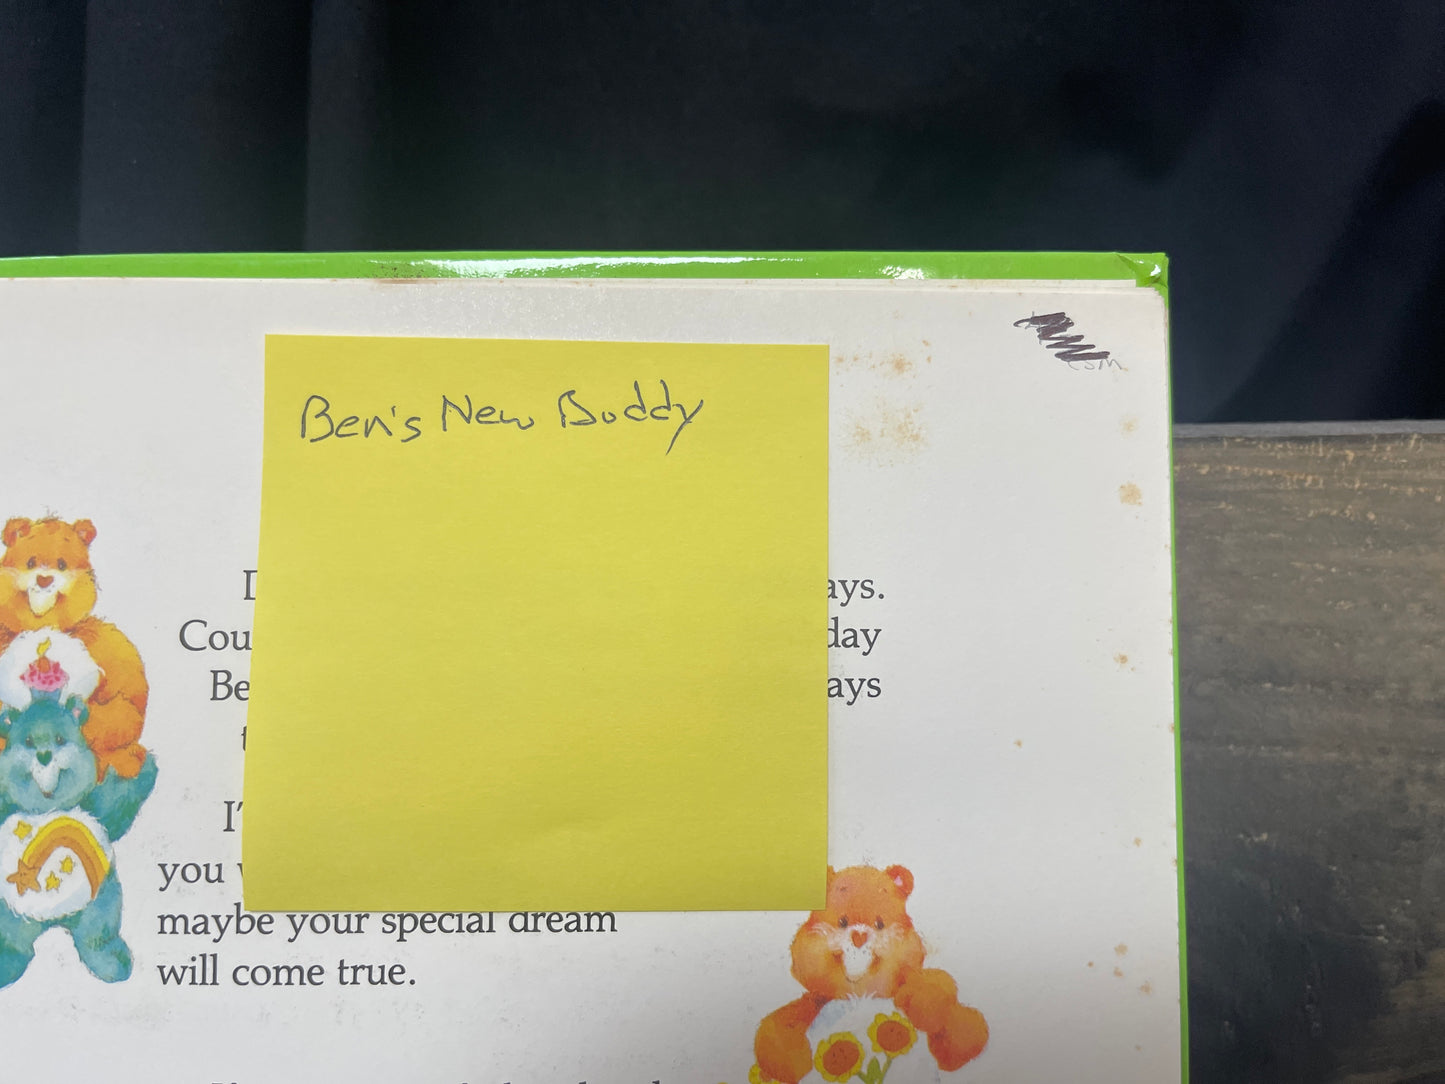 Ben's New Buddy
ays.
Cou day
Be ays
I'
you
maybe your special dream
will come true.